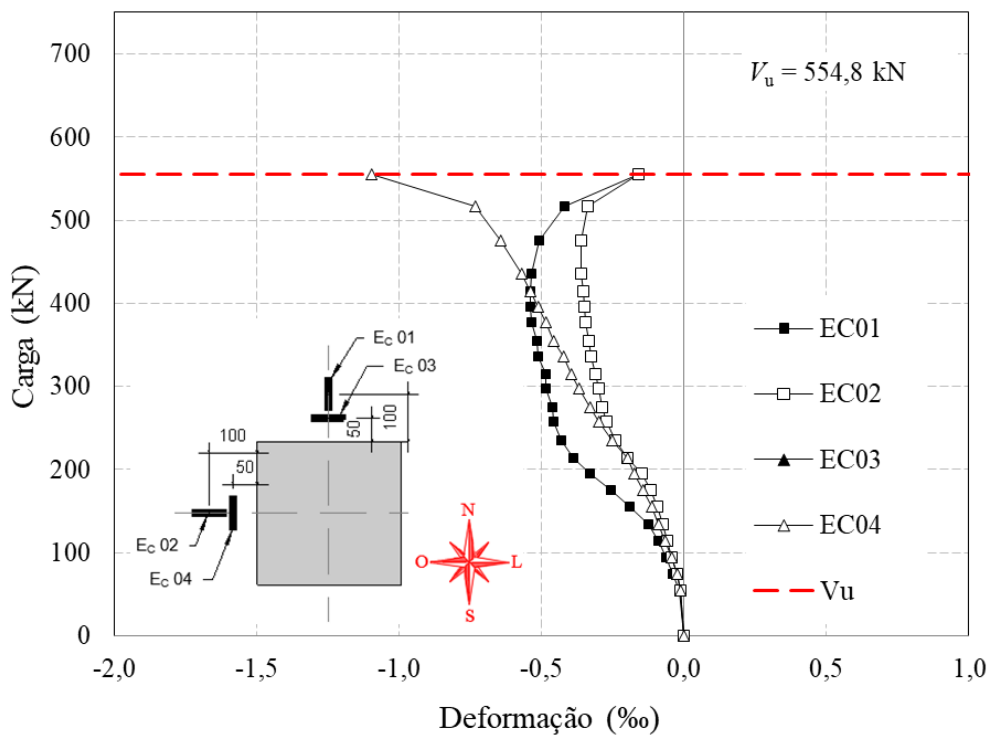 700
600
500
400
300
200
100
0
Carga (kN)
Vu = 554,8 kN
EC 01
EC 03
50
100
100
50
EC 02
EC 04
N
O
L
S
EC01
EC02
EC03
EC04
Vu
-2,0 -1,5 -1,0 -0,5 0,0 0,5 1,0
Deformação (‰)